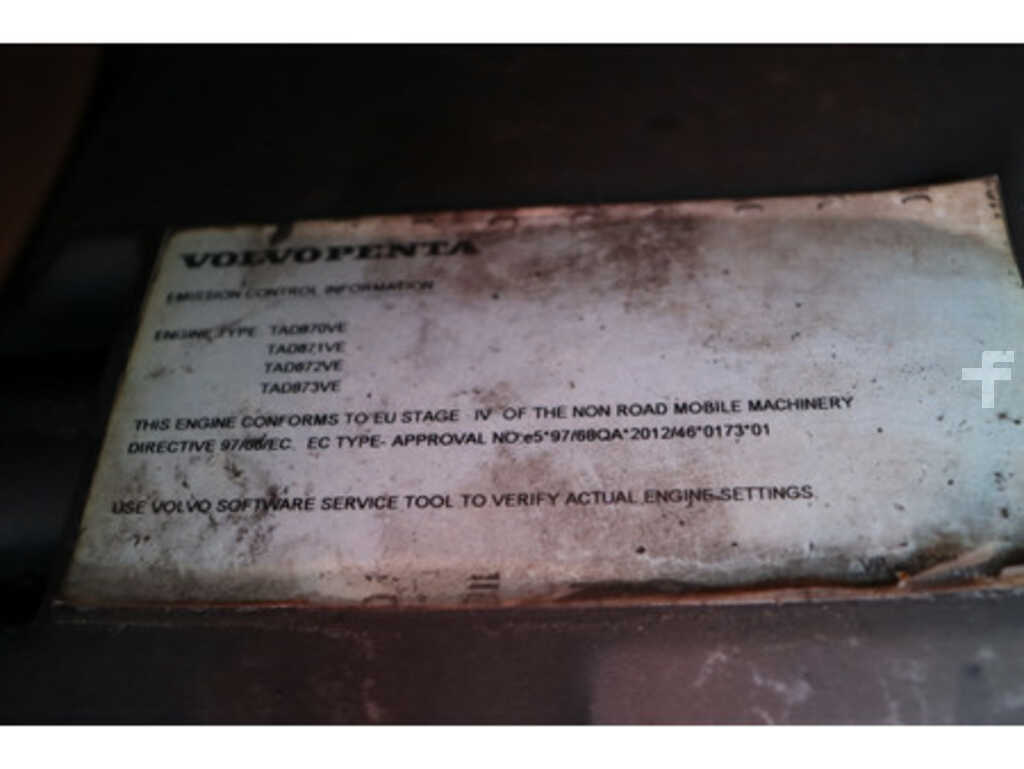 VOLVO PENTA
EMISSION CONTROL INFORMATION
ENGINE TYPE TAD870VE
TAD871VE
TAD872VE
TAD873VE
THIS ENGINE CONFORMS TO EU STAGE IV OF THE NON ROAD MOBILE MACHINERY
DIRECTIVE 97/68/EC. EC TYPE- APPROVAL NO:e5*97/68QA*2012/46*0173*01
USE VOLVO SOFTWARE SERVICE TOOL TO VERIFY ACTUAL ENGINE SETTINGS.
f